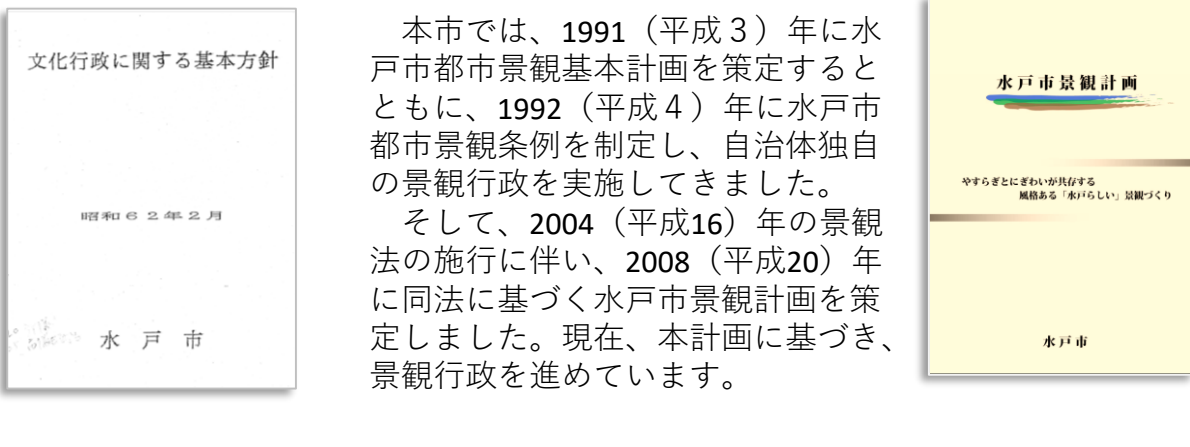 文化行政に関する基本方針
昭和６２年２月
水戸市
本市では、1991（平成３）年に水
戸市都市景観基本計画を策定すると
ともに、1992（平成４）年に水戸市
都市景観条例を制定し、自治体独自
の景観行政を実施してきました。
そして、2004（平成16）年の景観
法の施行に伴い、2008（平成20）年
に同法に基づく水戸市景観計画を策
定しました。現在、本計画に基づき、
景観行政を進めています。
水戸市景観計画
やすらぎとにぎわいが共存する
風格ある「水戸らしい」景観づくり
水戸市